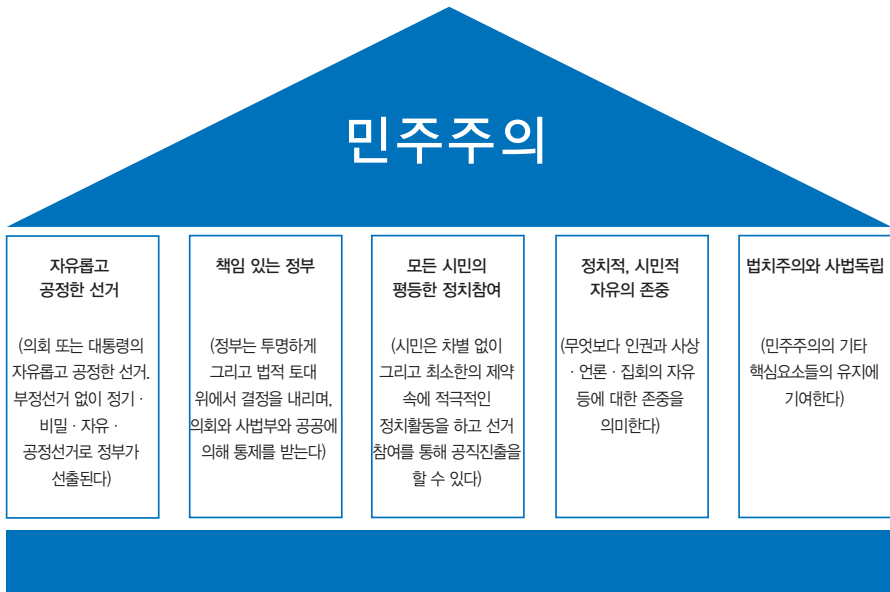 민주주의
자유롭고
공정한 선거
(의회 또는 대통령의
자유롭고 공정한 선거.
부정선거 없이 정기 ·
비밀 · 자유 ·
공정선거로 정부가
선출된다)
책임 있는 정부
(정부는 투명하게
그리고 법적 토대
위에서 결정을 내리며,
의회와 사법부와 공공에
의해 통제를 받는다)
모든 시민의
평등한 정치참여
(시민은 차별 없이
그리고 최소한의 제약
속에 적극적인
정치활동을 하고 선거
참여를 통해 공직진출을
할 수 있다)
정치적, 시민적
자유의 존중
(무엇보다 인권과 사상
· 언론 · 집회의 자유
등에 대한 존중을
의미한다)
법치주의와 사법독립
(민주주의의 기타
핵심요소들의 유지에
기여한다)